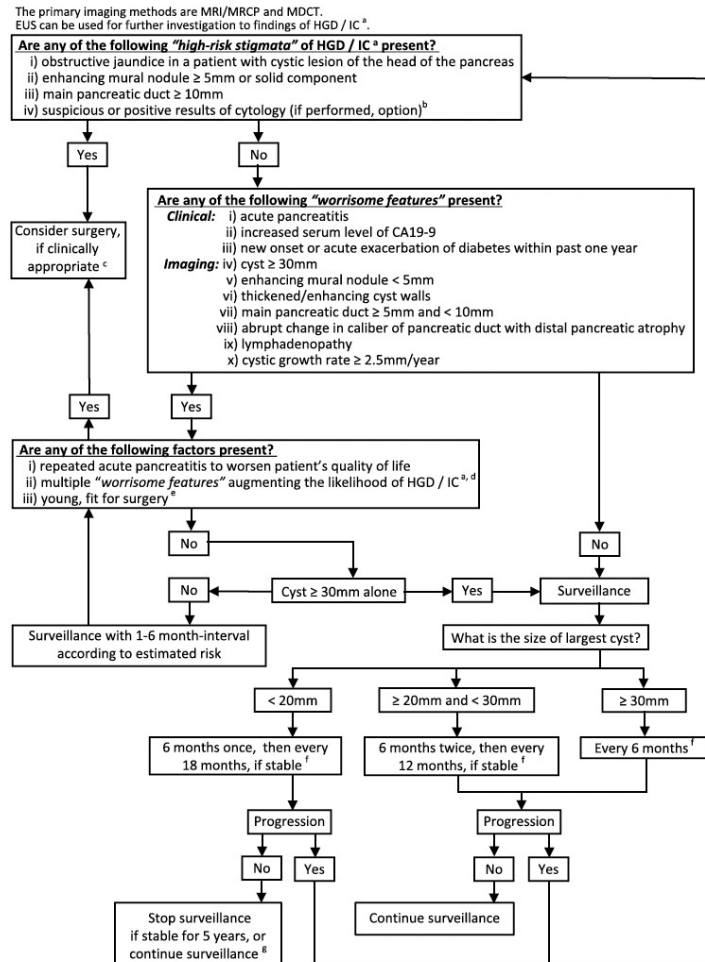 The primary imaging methods are MRI/MRCP and MDCT.
EUS can be used for further investigation to findings of HGD / IC ᵃ.
Are any of the following “high-risk stigmata” of HGD / IC ᵃ present?
i) obstructive jaundice in a patient with cystic lesion of the head of the pancreas
ii) enhancing mural nodule ≥ 5mm or solid component
iii) main pancreatic duct ≥ 10mm
iv) suspicious or positive results of cytology (if performed, option)ᵇ
Yes
No
Are any of the following “worrisome features” present?
Clinical: i) acute pancreatitis
ii) increased serum level of CA19-9
iii) new onset or acute exacerbation of diabetes within past one year
Imaging: iv) cyst ≥ 30mm
v) enhancing mural nodule < 5mm
vi) thickened/enhancing cyst walls
vii) main pancreatic duct ≥ 5mm and < 10mm
viii) abrupt change in caliber of pancreatic duct with distal pancreatic atrophy
ix) lymphadenopathy
x) cystic growth rate ≥ 2.5mm/year
Consider surgery,
if clinically
appropriate ᶜ
Yes
Yes
Are any of the following factors present?
i) repeated acute pancreatitis to worsen patient’s quality of life
ii) multiple “worrisome features” augmenting the likelihood of HGD / IC ᵃ, ᵈ
iii) young, fit for surgery ᵉ
No
No
No
Cyst ≥ 30mm alone
Yes
Surveillance
Surveillance with 1-6 month-interval
according to estimated risk
What is the size of largest cyst?
< 20mm
≥ 20mm and < 30mm
≥ 30mm
6 months once, then every
18 months, if stable ᶠ
6 months twice, then every
12 months, if stable ᶠ
Every 6 months ᶠ
Progression
Progression
No
Yes
No
Yes
Stop surveillance
if stable for 5 years, or
continue surveillance ᵍ
Continue surveillance